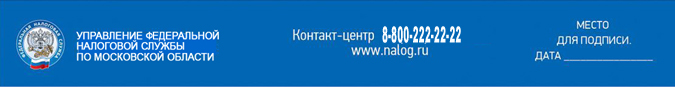 УПРАВЛЕНИЕ ФЕДЕРАЛЬНОЙ
НАЛОГОВОЙ СЛУЖБЫ
ПО МОСКОВСКОЙ ОБЛАСТИ
Контакт-центр 8-800-222-22-22
www.nalog.ru
МЕСТО
ДЛЯ ПОДПИСИ.
ДАТА ________________